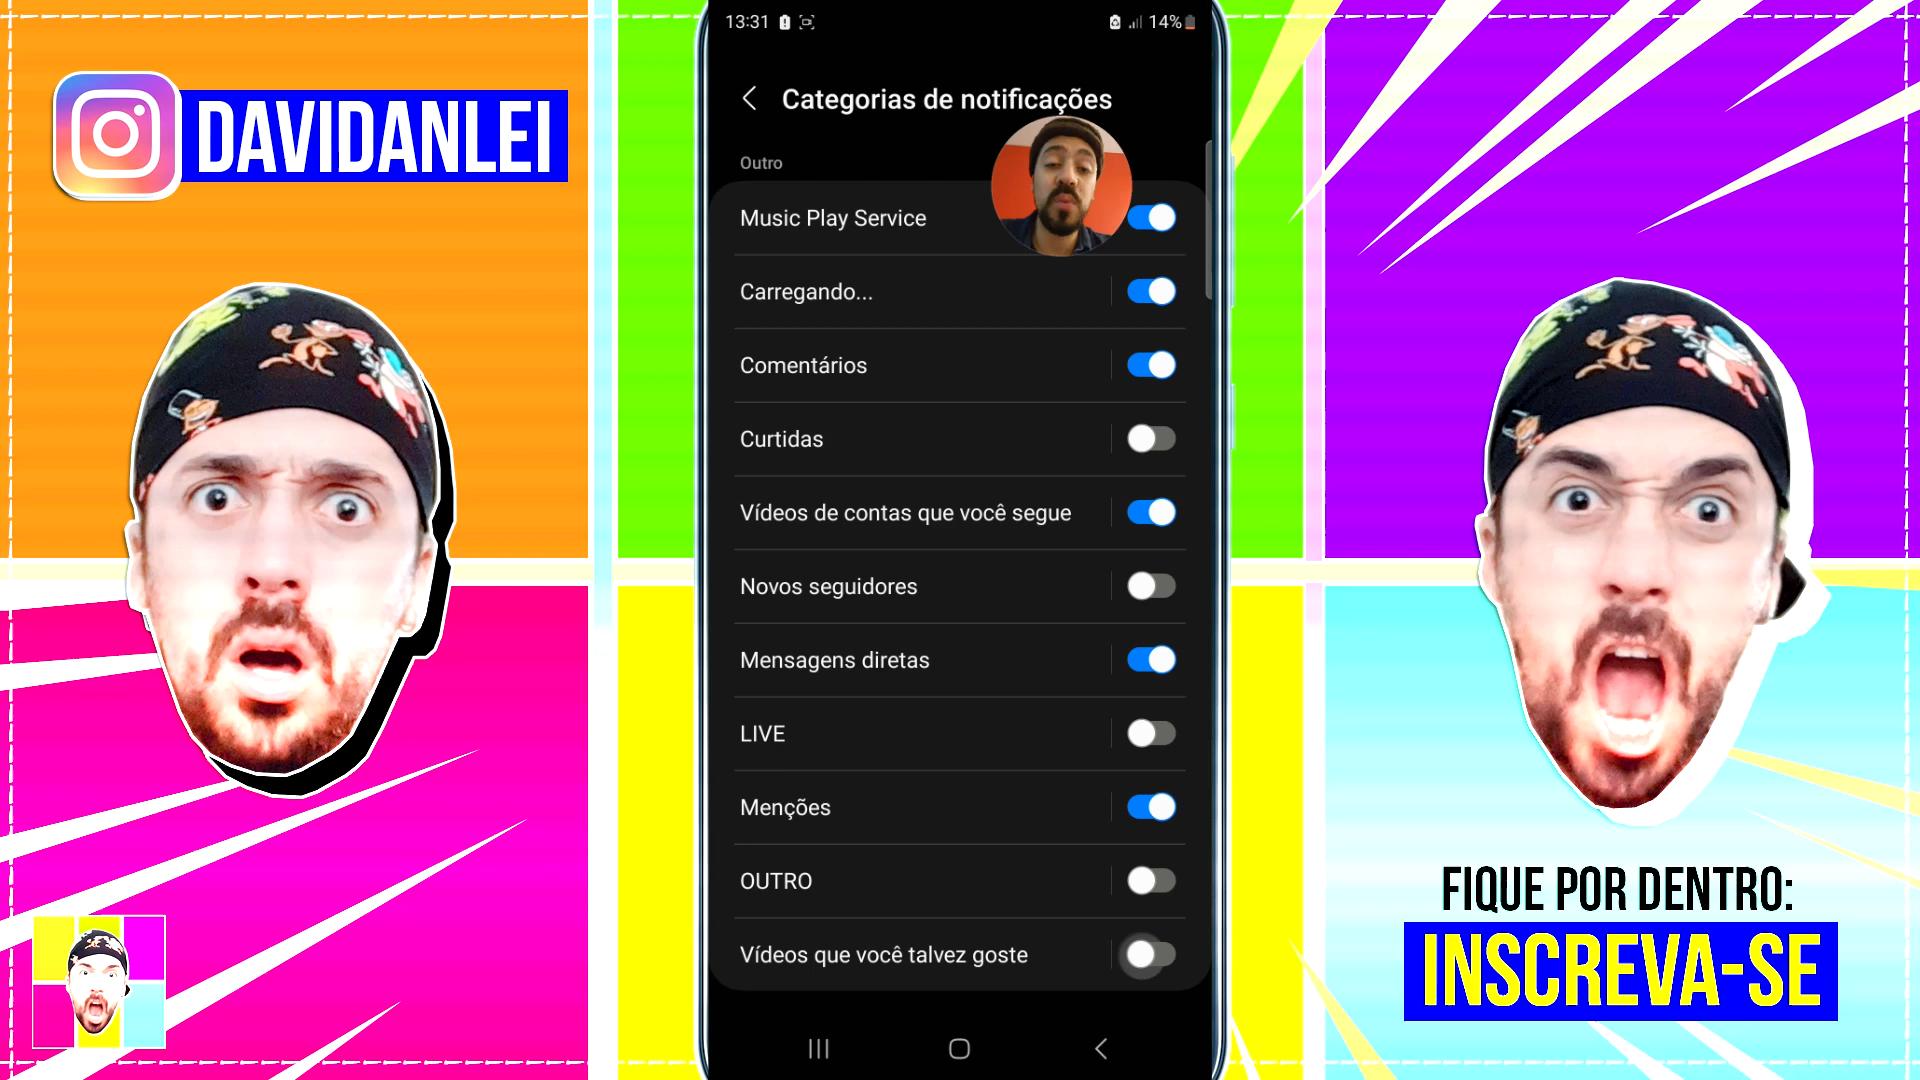 DAVIDANLEI
13:31
14%
Categorias de notificações
Outro
Music Play Service
Carregando...
Comentários
Curtidas
Vídeos de contas que você segue
Novos seguidores
Mensagens diretas
LIVE
Menções
OUTRO
Vídeos que você talvez goste
FIQUE POR DENTRO:
INSCREVA-SE